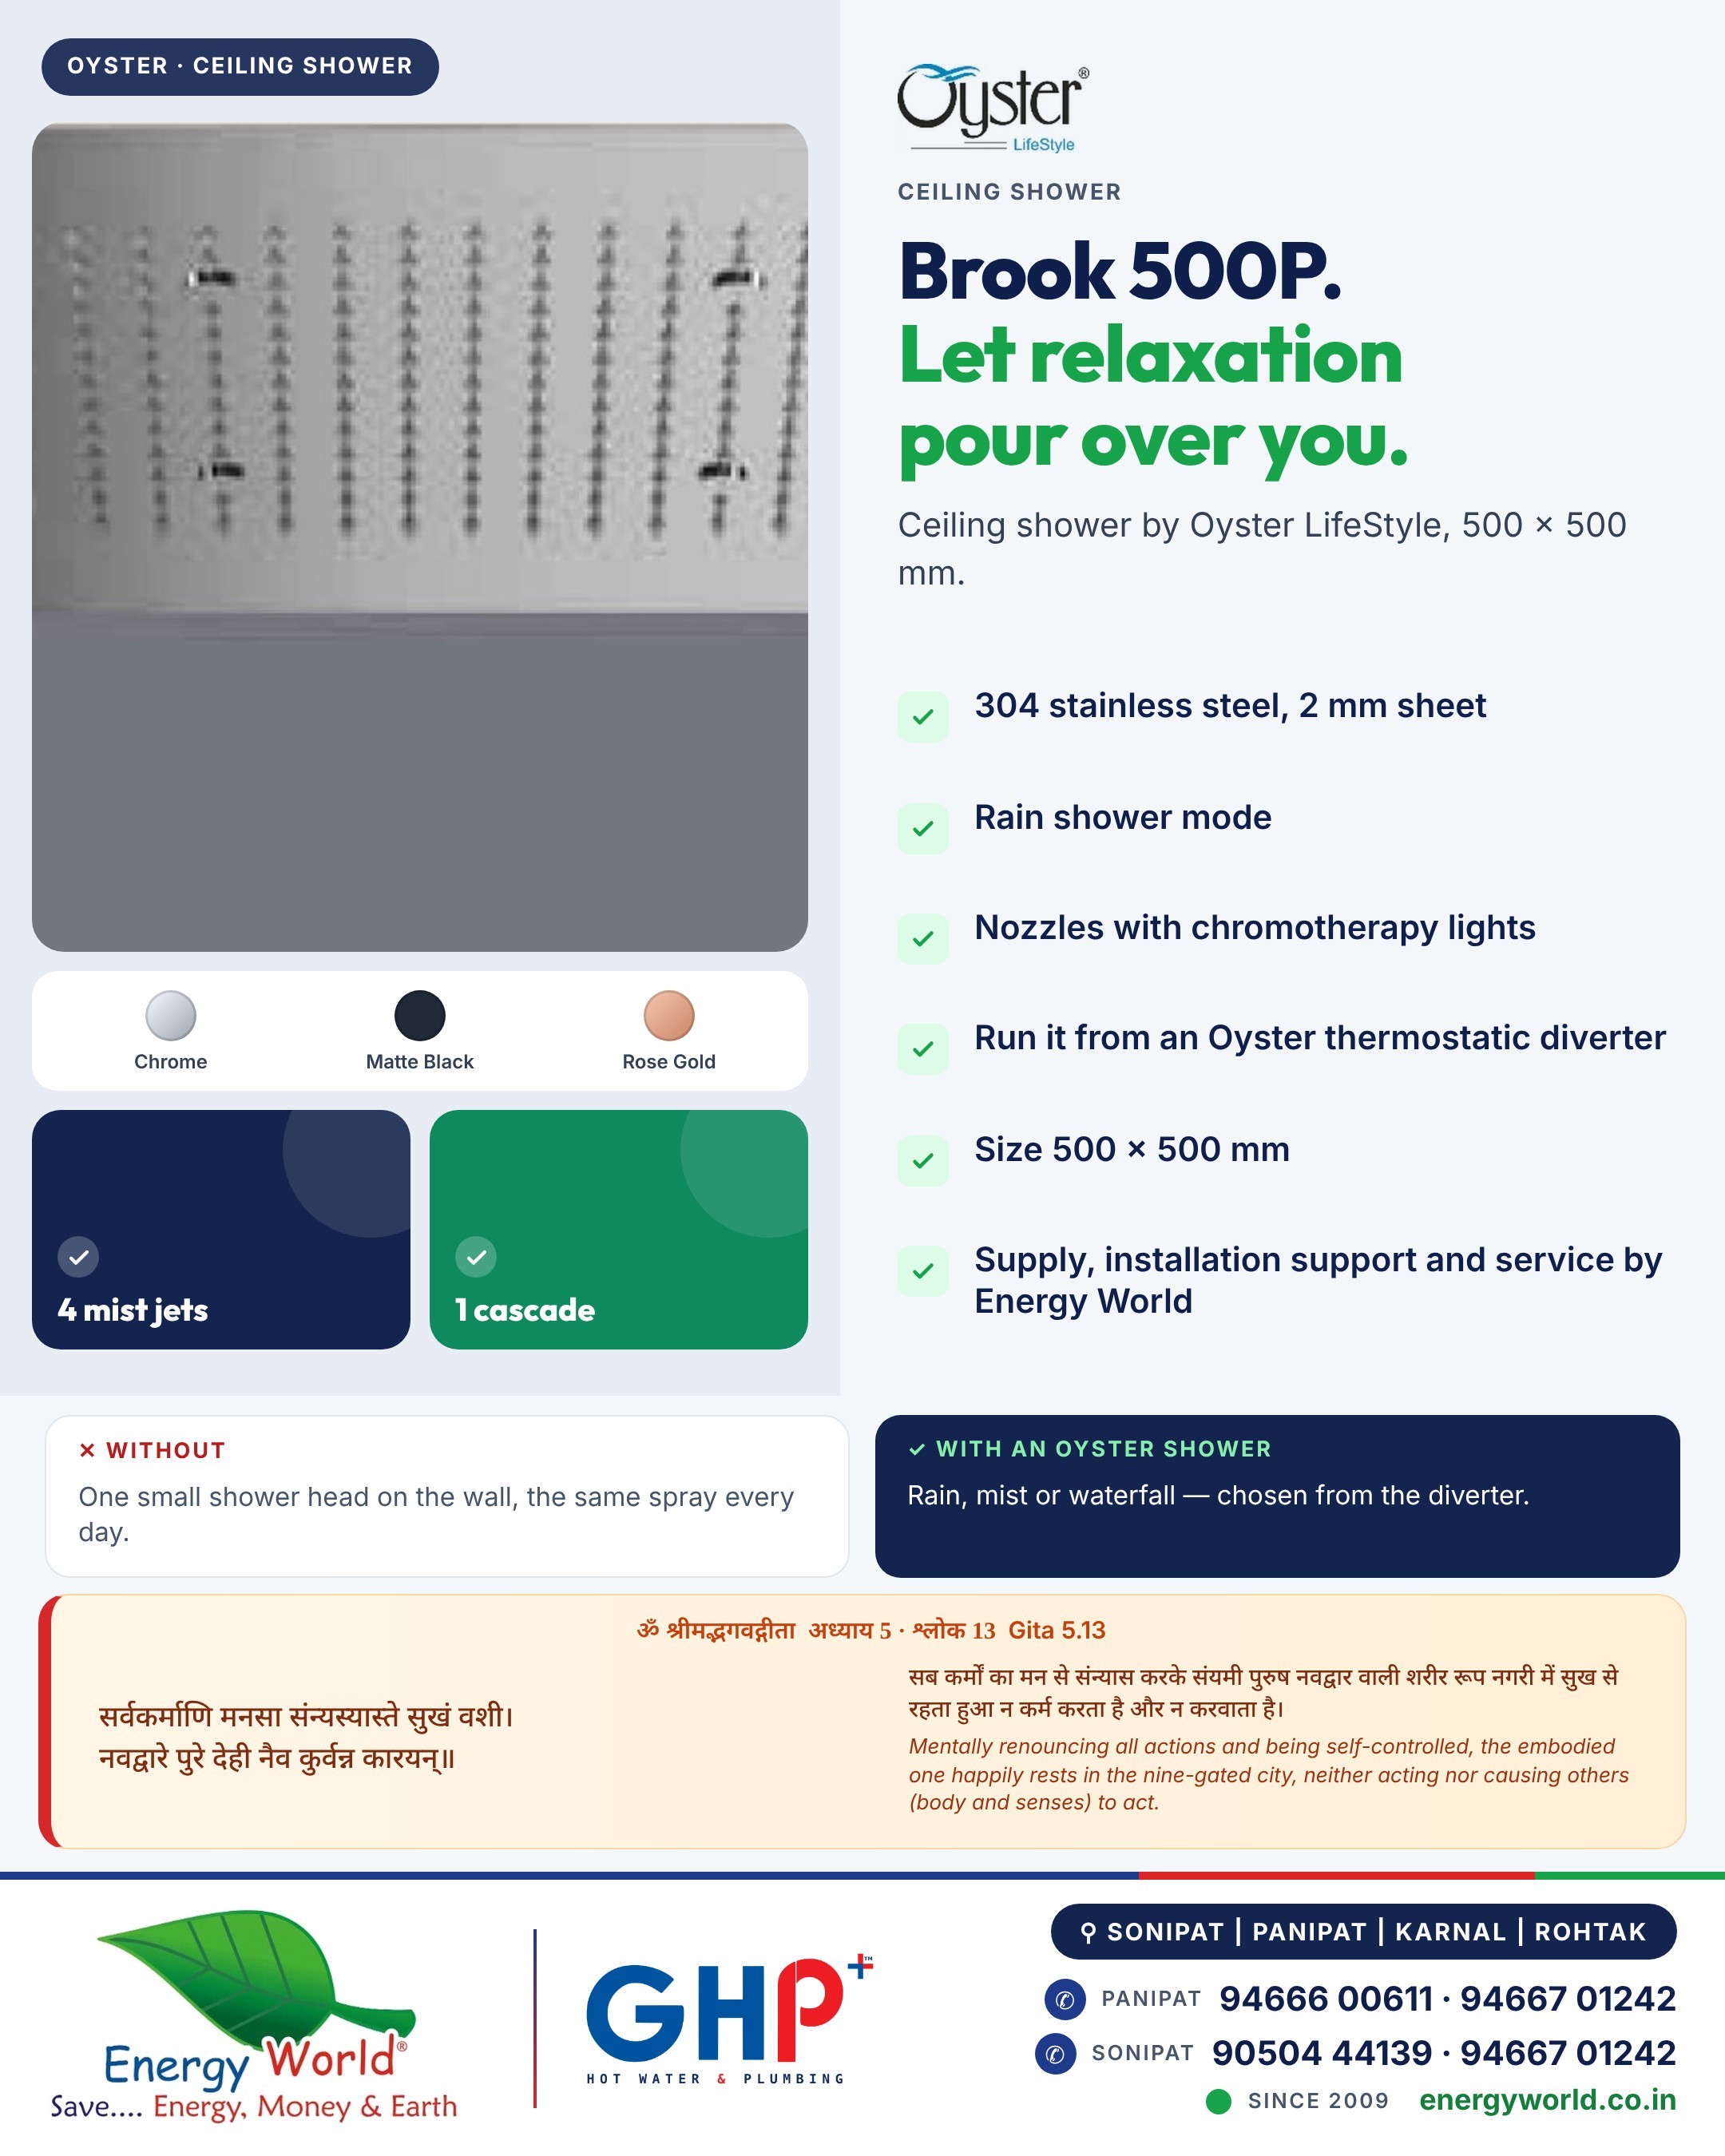 OYSTER · CEILING SHOWER
Oyster®
LifeStyle
CEILING SHOWER
Brook 500P.
Let relaxation
pour over you.
Ceiling shower by Oyster LifeStyle, 500 × 500
mm.
304 stainless steel, 2 mm sheet
Rain shower mode
Nozzles with chromotherapy lights
Run it from an Oyster thermostatic diverter
Size 500 × 500 mm
Supply, installation support and service by
Energy World
Chrome
Matte Black
Rose Gold
4 mist jets
1 cascade
✕ WITHOUT
One small shower head on the wall, the same spray every
day.
✓ WITH AN OYSTER SHOWER
Rain, mist or waterfall — chosen from the diverter.
ॐ श्रीमद्भगवद्गीता अध्याय 5 · श्लोक 13 Gita 5.13
सर्वकर्माणि मनसा संन्यस्यास्ते सुखं वशी।
नवद्वारे पुरे देही नैव कुर्वन्न कारयन्॥
सब कर्मों का मन से संन्यास करके संयमी पुरुष नवद्वार वाली शरीर रूप नगरी में सुख से
रहता हुआ न कर्म करता है और न करवाता है।
Mentally renouncing all actions and being self-controlled, the embodied
one happily rests in the nine-gated city, neither acting nor causing others
(body and senses) to act.
Energy World®
Save.... Energy, Money & Earth
GHP+™
HOT WATER & PLUMBING
SONIPAT | PANIPAT | KARNAL | ROHTAK
PANIPAT 94666 00611 · 94667 01242
SONIPAT 90504 44139 · 94667 01242
SINCE 2009 energyworld.co.in